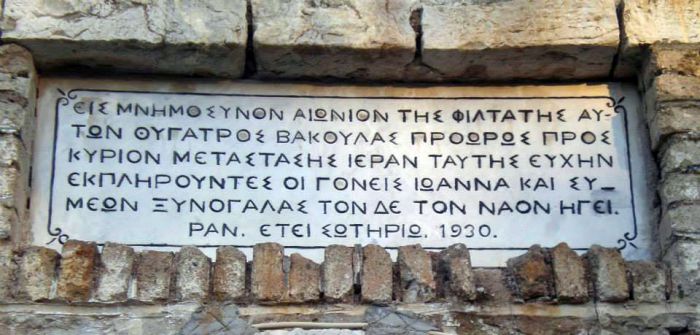 ΕΙΣ ΜΝΗΜΟΣΥΝΟΝ ΑΙΩΝΙΟΝ ΤΗΣ ΦΙΛΤΑΤΗΣ ΑΥ-
ΤΩΝ ΘΥΓΑΤΡΟΣ ΒΑΚΟΥΛΑΣ ΠΡΟΩΡΩΣ ΠΡΟΣ
ΚΥΡΙΟΝ ΜΕΤΑΣΤΑΣΗΣ ΙΕΡΑΝ ΤΑΥΤΗΣ ΕΥΧΗΝ
ΕΚΠΛΗΡΟΥΝΤΕΣ ΟΙ ΓΟΝΕΙΣ ΙΩΑΝΝΑ ΚΑΙ ΣΥ_
ΜΕΩΝ ΞΥΝΟΓΑΛΑΣ ΤΟΝ ΔΕ ΤΟΝ ΝΑΟΝ ΗΓΕΙ.
ΡΑΝ. ΕΤΕΙ ΣΩΤΗΡΙΩ. 1930.